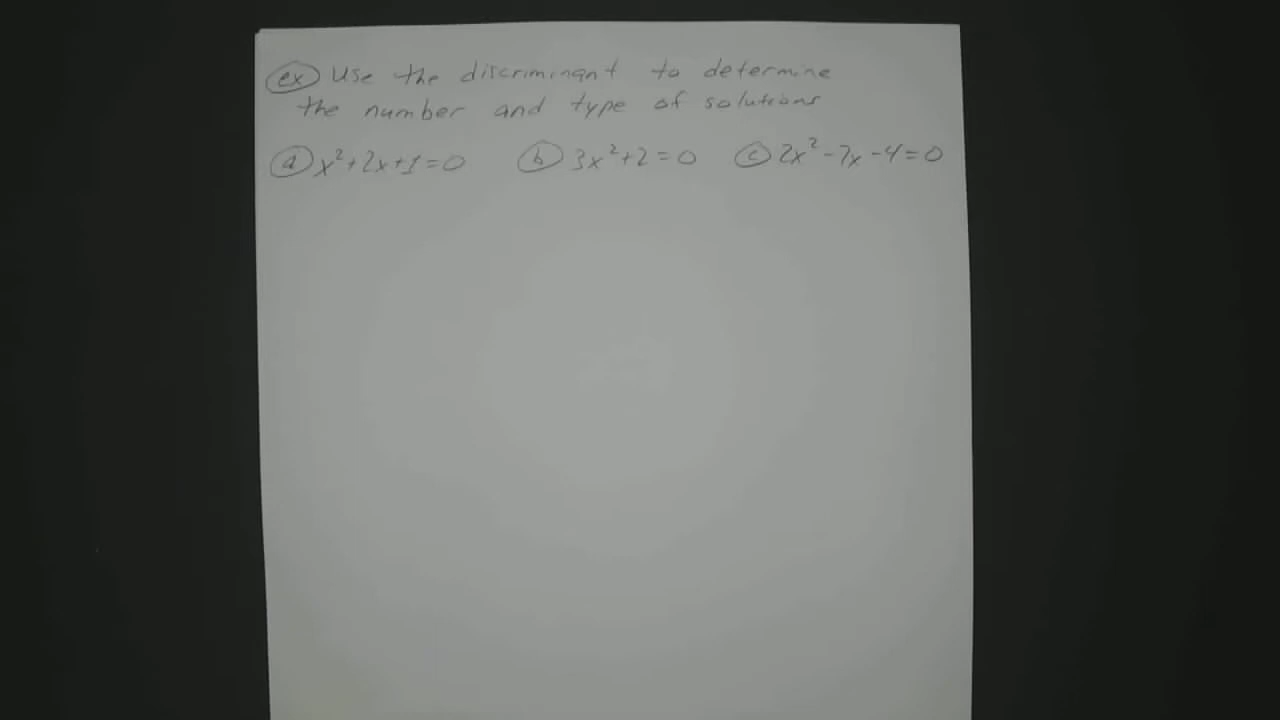 ex Use the discriminant to determine
the number and type of solutions
a x²+2x+1=0 b 3x²+2=0 c 2x²-7x-4=0